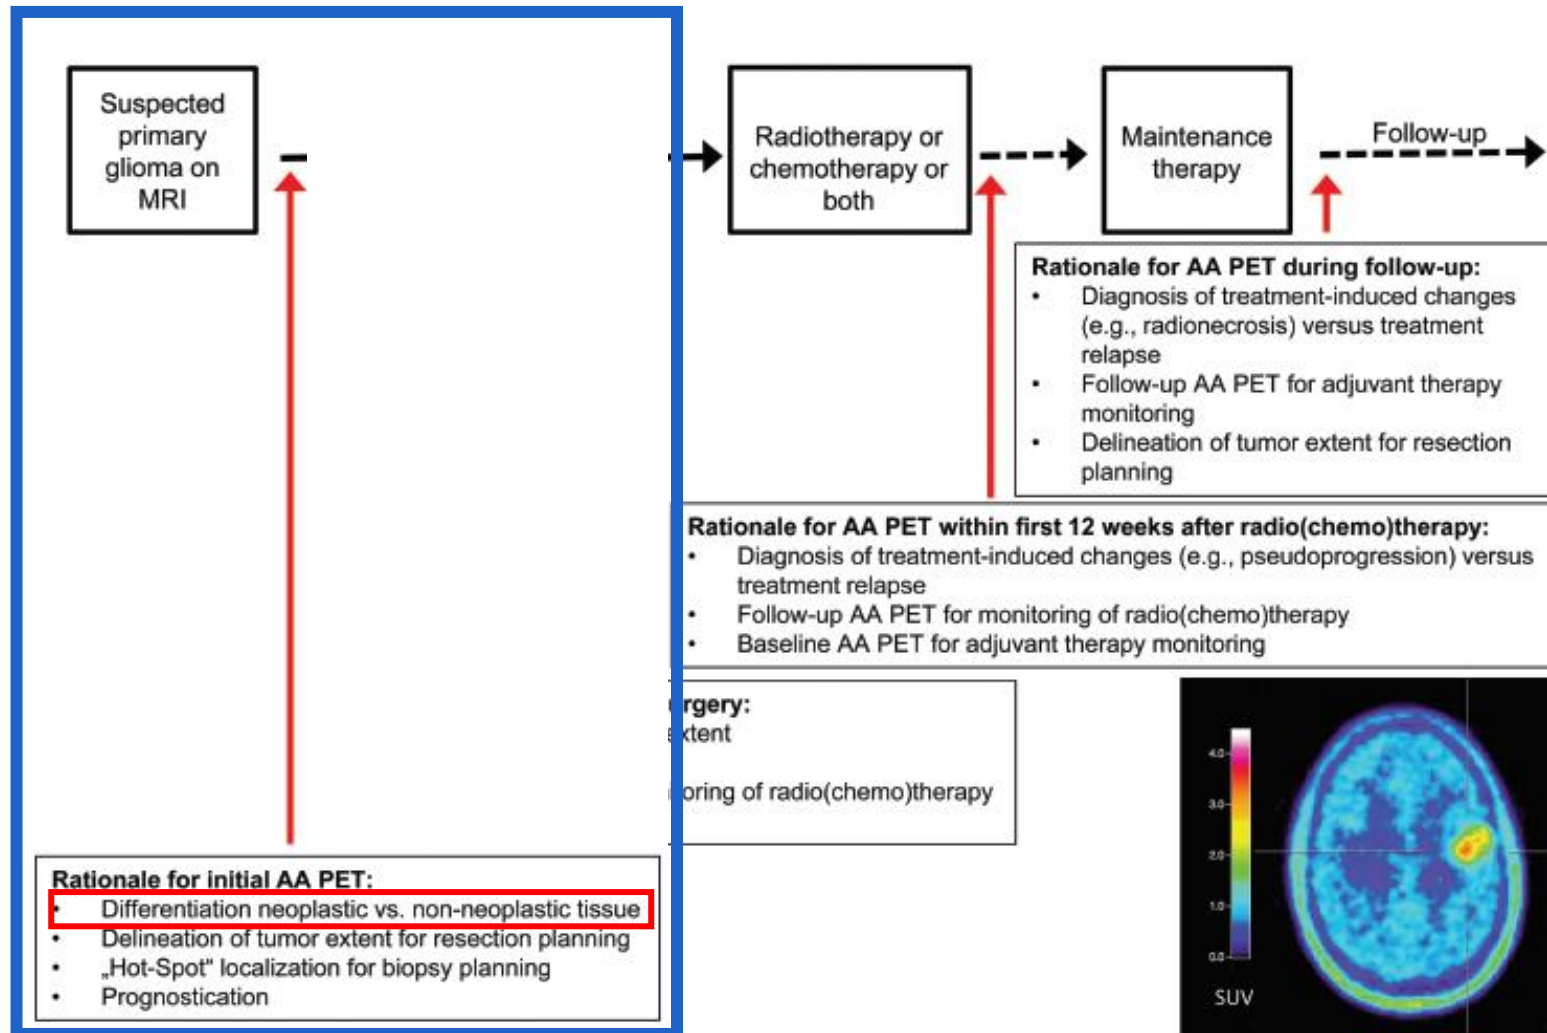 Suspected
primary
glioma on
MRI
Radiotherapy or
chemotherapy or
both
Maintenance
therapy
Follow-up
Rationale for AA PET during follow-up:
• Diagnosis of treatment-induced changes
(e.g., radionecrosis) versus treatment
relapse
• Follow-up AA PET for adjuvant therapy
monitoring
• Delineation of tumor extent for resection
planning
Rationale for AA PET within first 12 weeks after radio(chemo)therapy:
• Diagnosis of treatment-induced changes (e.g., pseudoprogression) versus
treatment relapse
• Follow-up AA PET for monitoring of radio(chemo)therapy
• Baseline AA PET for adjuvant therapy monitoring
rgery:
extent
oring of radio(chemo)therapy
Rationale for initial AA PET:
• Differentiation neoplastic vs. non-neoplastic tissue
• Delineation of tumor extent for resection planning
• „Hot-Spot" localization for biopsy planning
• Prognostication
4.0
3.0
2.0
1.0
0.0
SUV